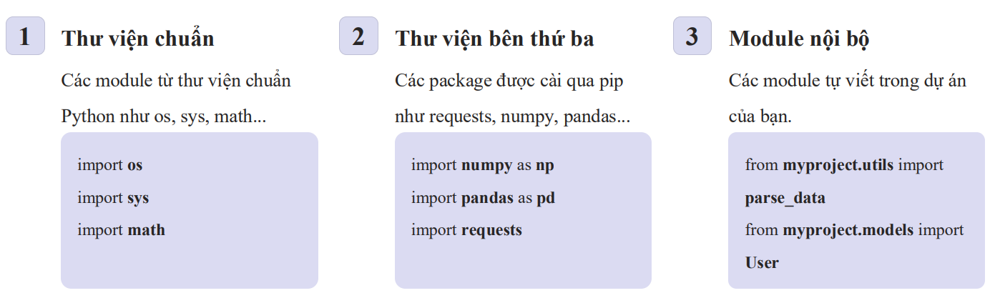 1
Thư viện chuẩn
Các module từ thư viện chuẩn
Python như os, sys, math...
import os
import sys
import math
2
Thư viện bên thứ ba
Các package được cài qua pip
như requests, numpy, pandas...
import numpy as np
import pandas as pd
import requests
3
Module nội bộ
Các module tự viết trong dự án
của bạn.
from myproject.utils import
parse_data
from myproject.models import
User